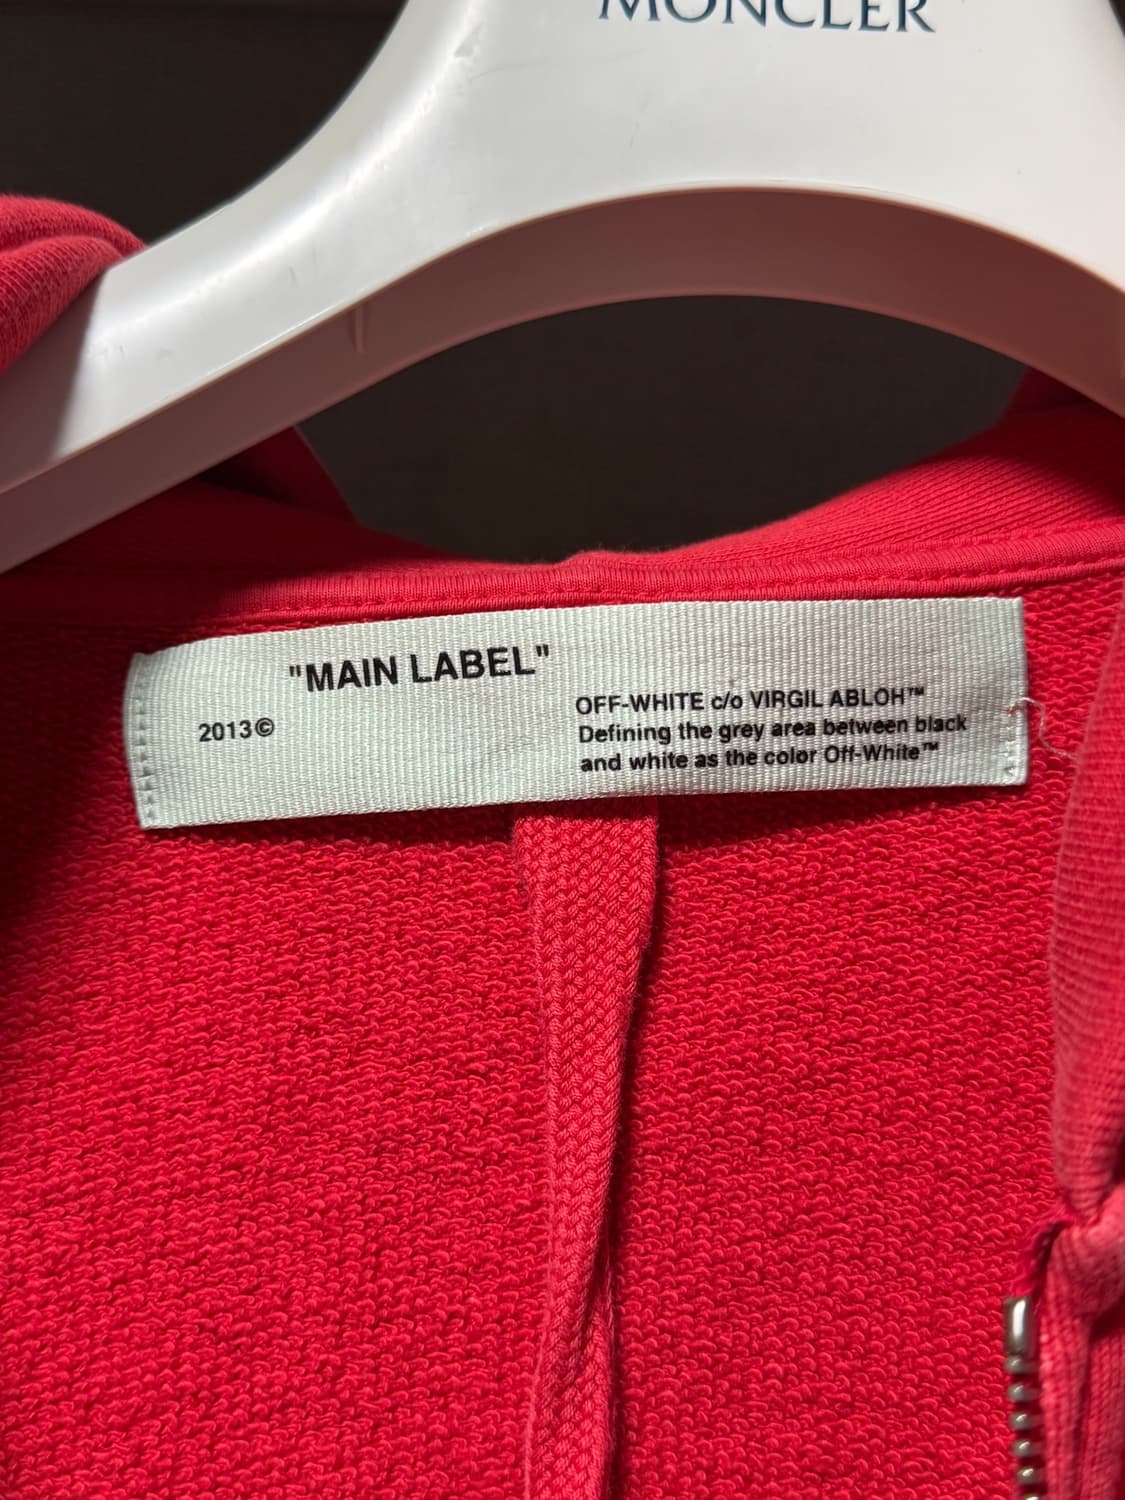 MONCLER
"MAIN LABEL"
2013©
OFF-WHITE c/o VIRGIL ABLOH™
Defining the grey area between black
and white as the color Off-White™